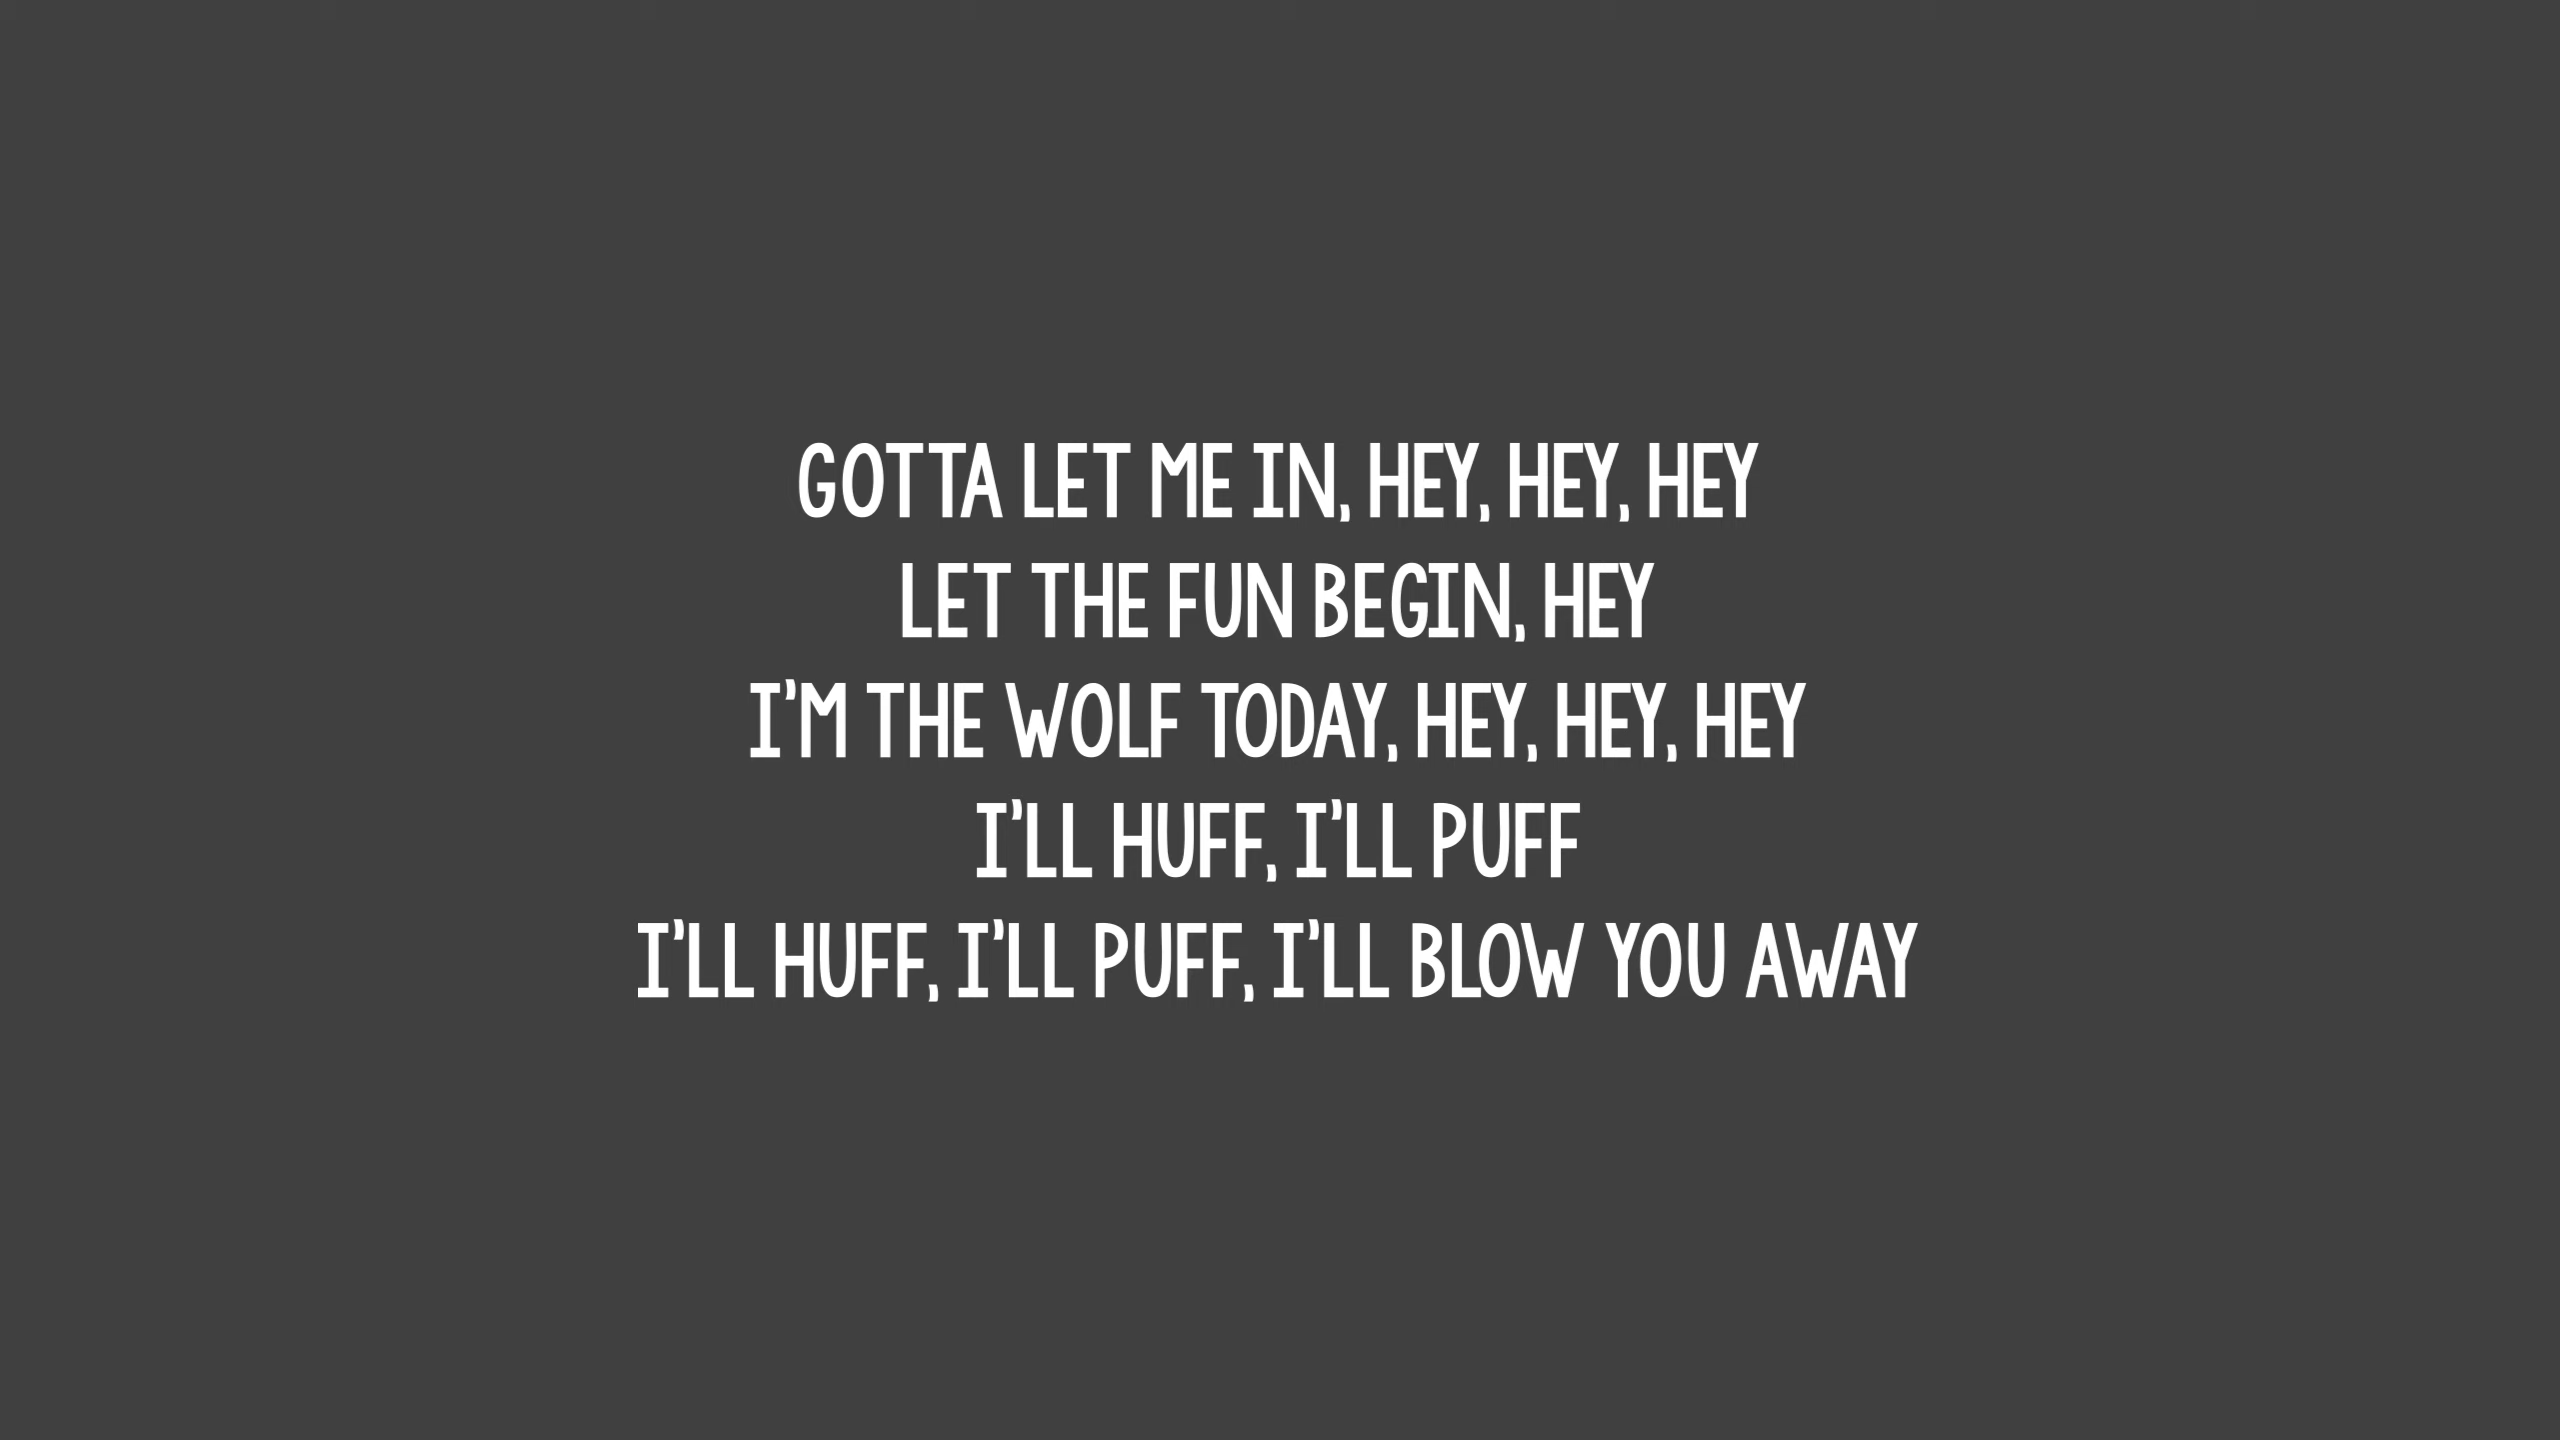 GOTTA LET ME IN, HEY, HEY, HEY
LET THE FUN BEGIN, HEY
I'M THE WOLF TODAY, HEY, HEY, HEY
I'LL HUFF, I'LL PUFF
I'LL HUFF, I'LL PUFF, I'LL BLOW YOU AWAY